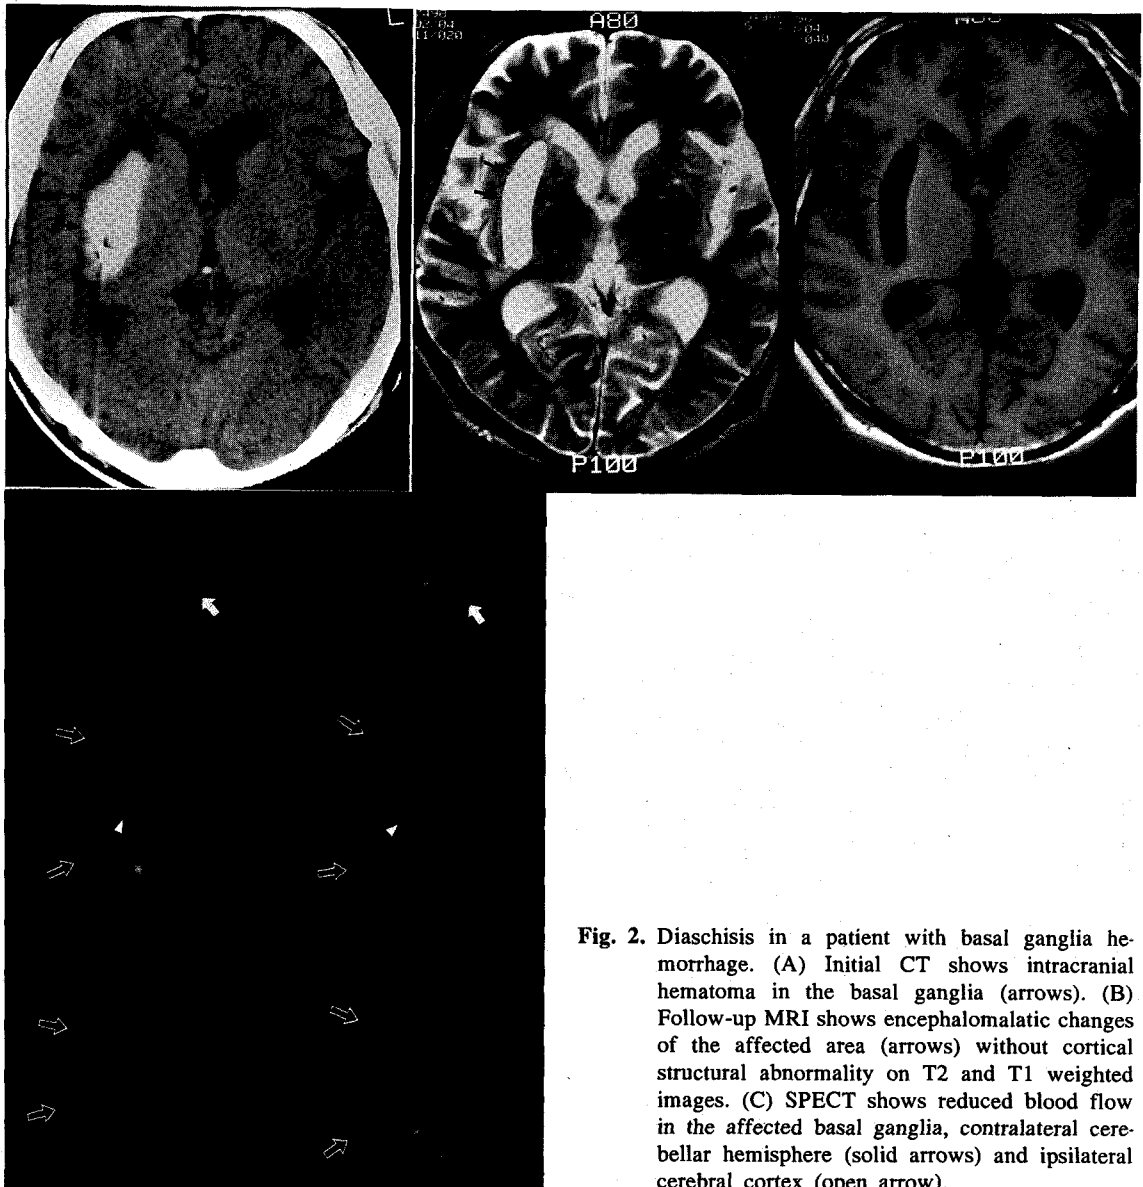 A80
P100
P100
Fig. 2. Diaschisis in a patient with basal ganglia he-
morrhage. (A) Initial CT shows intracranial
hematoma in the basal ganglia (arrows). (B)
Follow-up MRI shows encephalomalatic changes
of the affected area (arrows) without cortical
structural abnormality on T2 and T1 weighted
images. (C) SPECT shows reduced blood flow
in the affected basal ganglia, contralateral cere-
bellar hemisphere (solid arrows) and ipsilateral
cerebral cortex (open arrow).